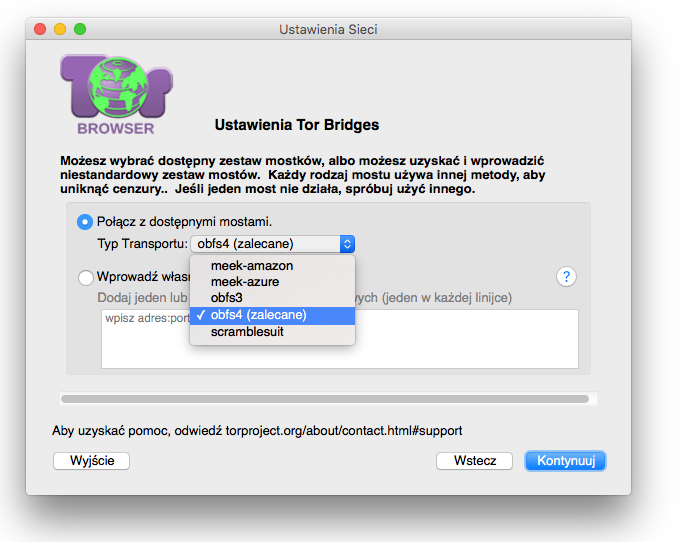 Ustawienia Sieci
Tor
BROWSER
Ustawienia Tor Bridges
Możesz wybrać dostępny zestaw mostków, albo możesz uzyskać i wprowadzić
niestandardowy zestaw mostów. Każdy rodzaj mostu używa innej metody, aby
uniknąć cenzury.. Jeśli jeden most nie działa, spróbuj użyć innego.
Połącz z dostępnymi mostami.
Typ Transportu: obfs4 (zalecane)
meek-amazon
Wprowadź włas
meek-azure
?
obfs3
Dodaj jeden lub ych (jeden w każdej linijce)
✓ obfs4 (zalecane)
wpisz adres:port
scramblesuit
Aby uzyskać pomoc, odwiedź torproject.org/about/contact.html#support
Wyjście
Wstecz
Kontynuuj